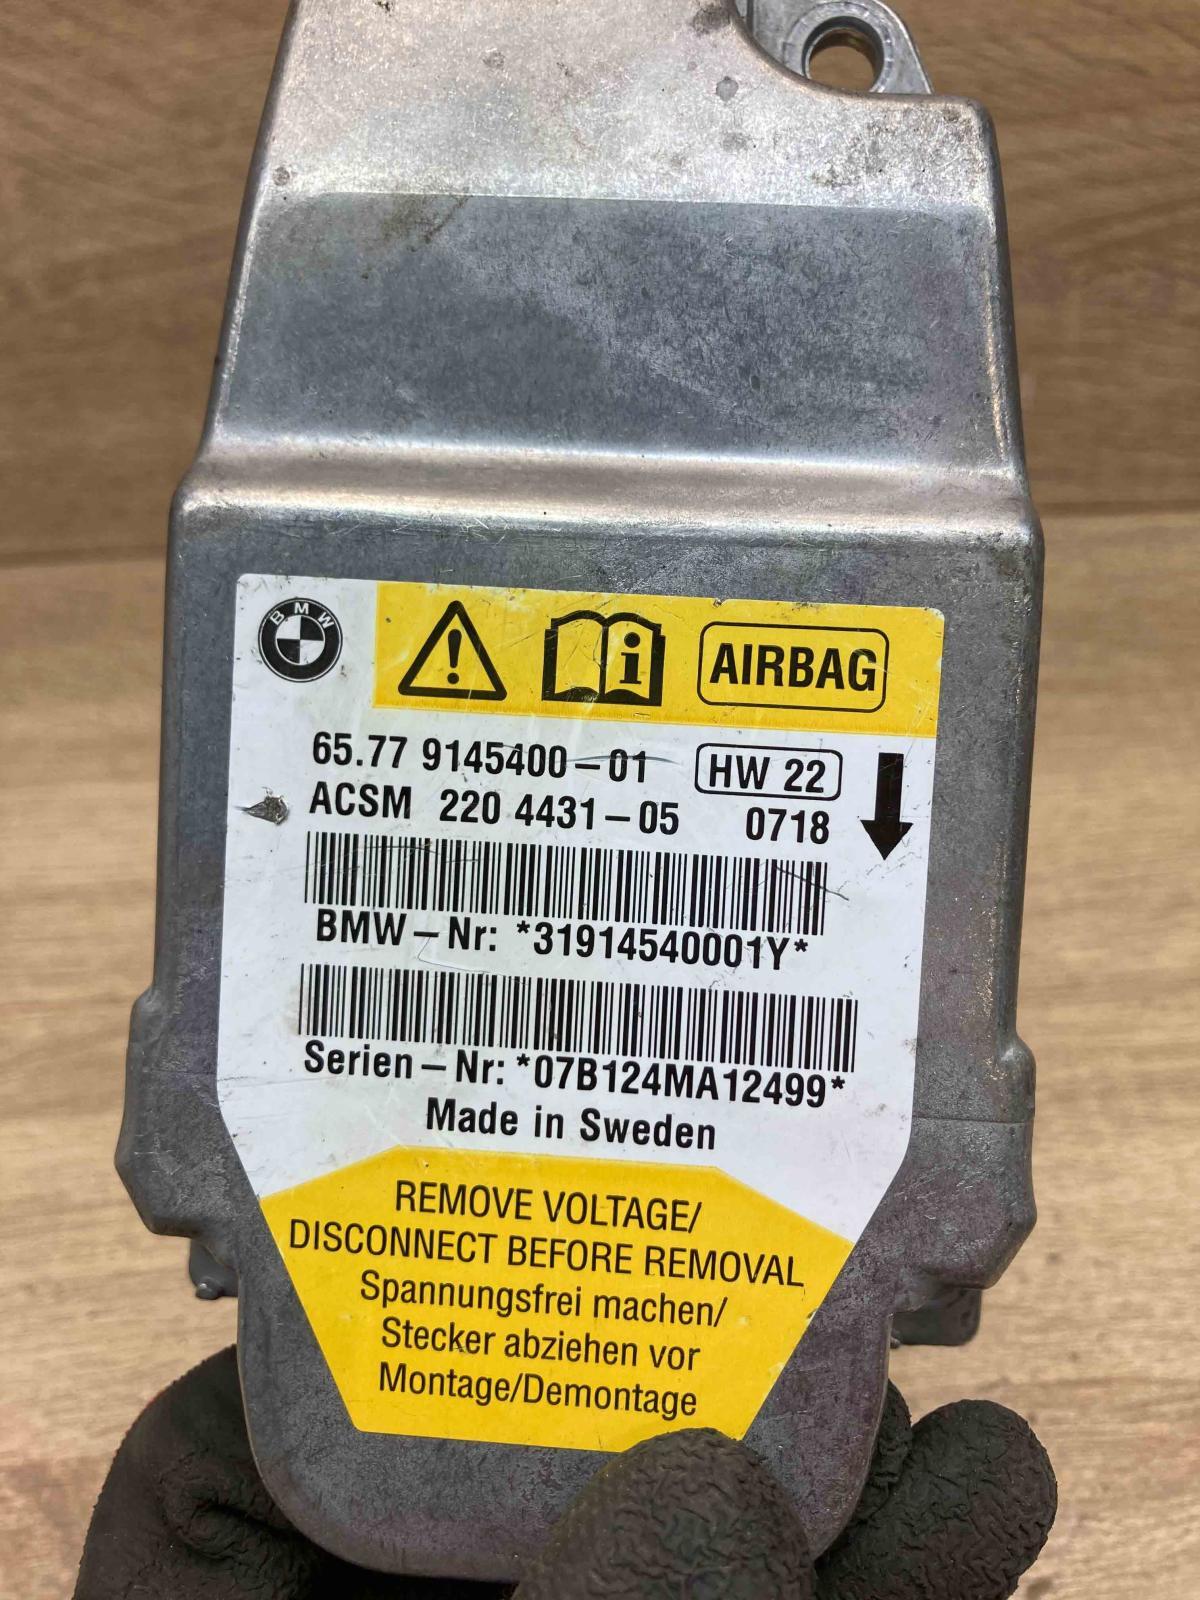 BMW
AIRBAG
65.77 9145400-01 HW 22
ACSM 220 4431-05 0718
BMW-Nr: *31914540001Y*
Serien-Nr: *07B124MA12499*
Made in Sweden
REMOVE VOLTAGE/
DISCONNECT BEFORE REMOVAL
Spannungsfrei machen/
Stecker abziehen vor
Montage/Demontage